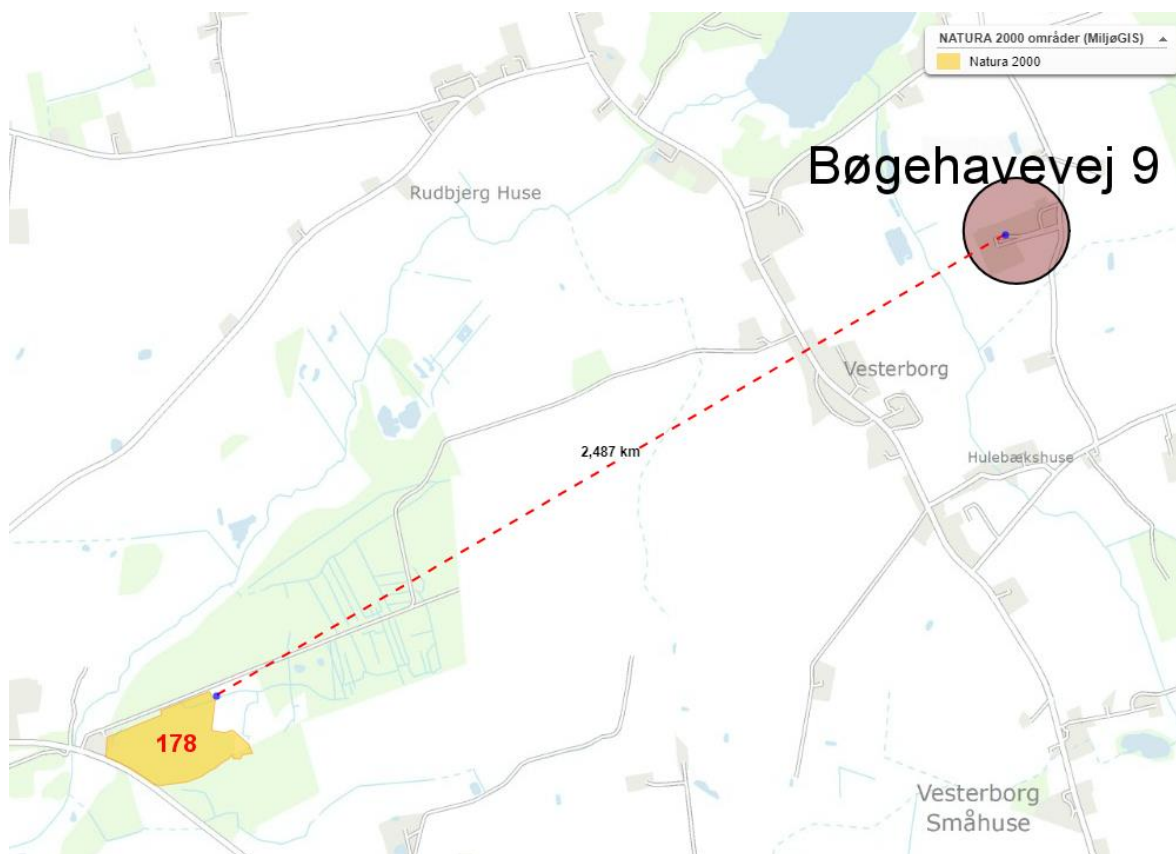 NATURA 2000 områder (MiljøGIS)
Natura 2000
Bøgehavevej 9
Rudbjerg Huse
Vesterborg
2,487 km
Hulebækshuse
178
Vesterborg
Småhuse